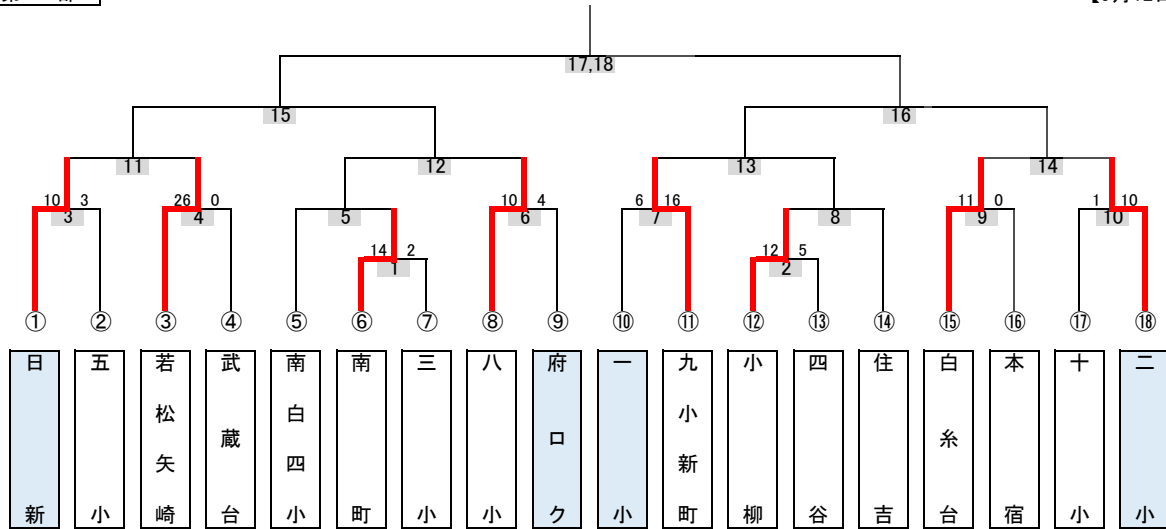 17,18
15
16
11
12
13
14
10 3
3
26 0
4
5
10 4
6
6 16
7
8
11 0
9
1 10
10
14 2
1
12 5
2
① ② ③ ④ ⑤ ⑥ ⑦ ⑧ ⑨ ⑩ ⑪ ⑫ ⑬ ⑭ ⑮ ⑯ ⑰ ⑱
日新
五小
若松矢崎
武蔵台
南白四小
南町
三小
八小
府ロク
一小
九小新町
小柳
四谷
住吉
白糸台
本宿
十小
二小